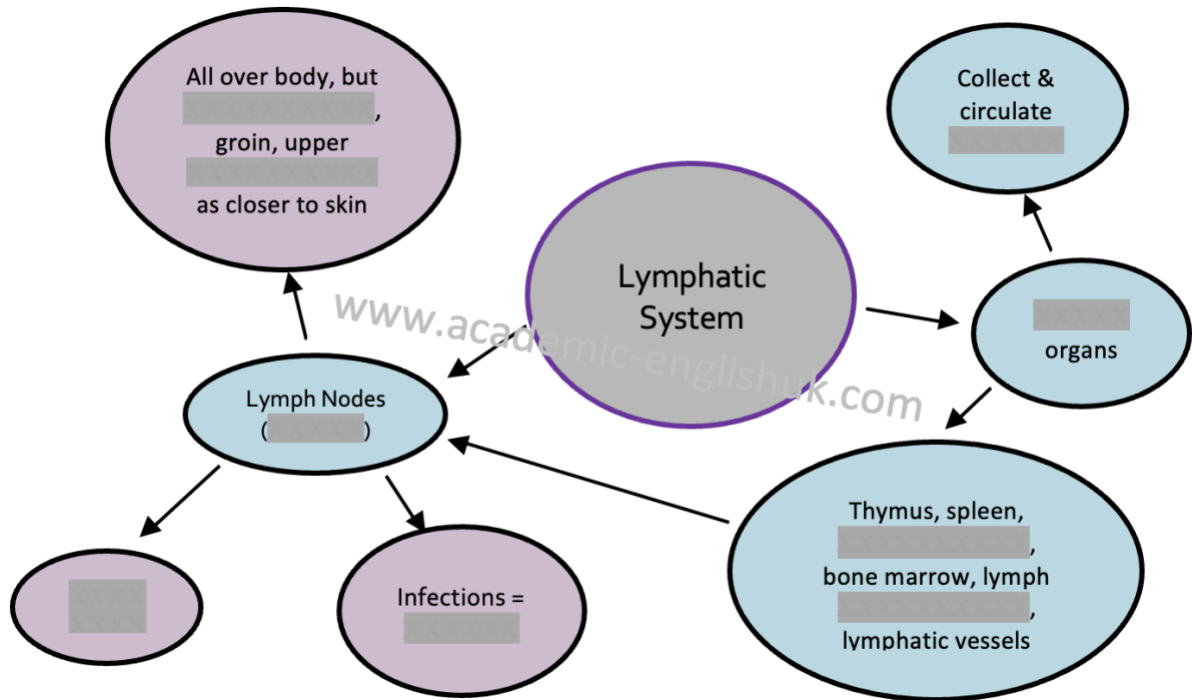 All over body, but
,
groin, upper
as closer to skin
Collect &
circulate
Lymphatic
System
organs
www.academic-englishuk.com
Lymph Nodes
( )
Thymus, spleen,
,
bone marrow, lymph
,
lymphatic vessels
Infections =